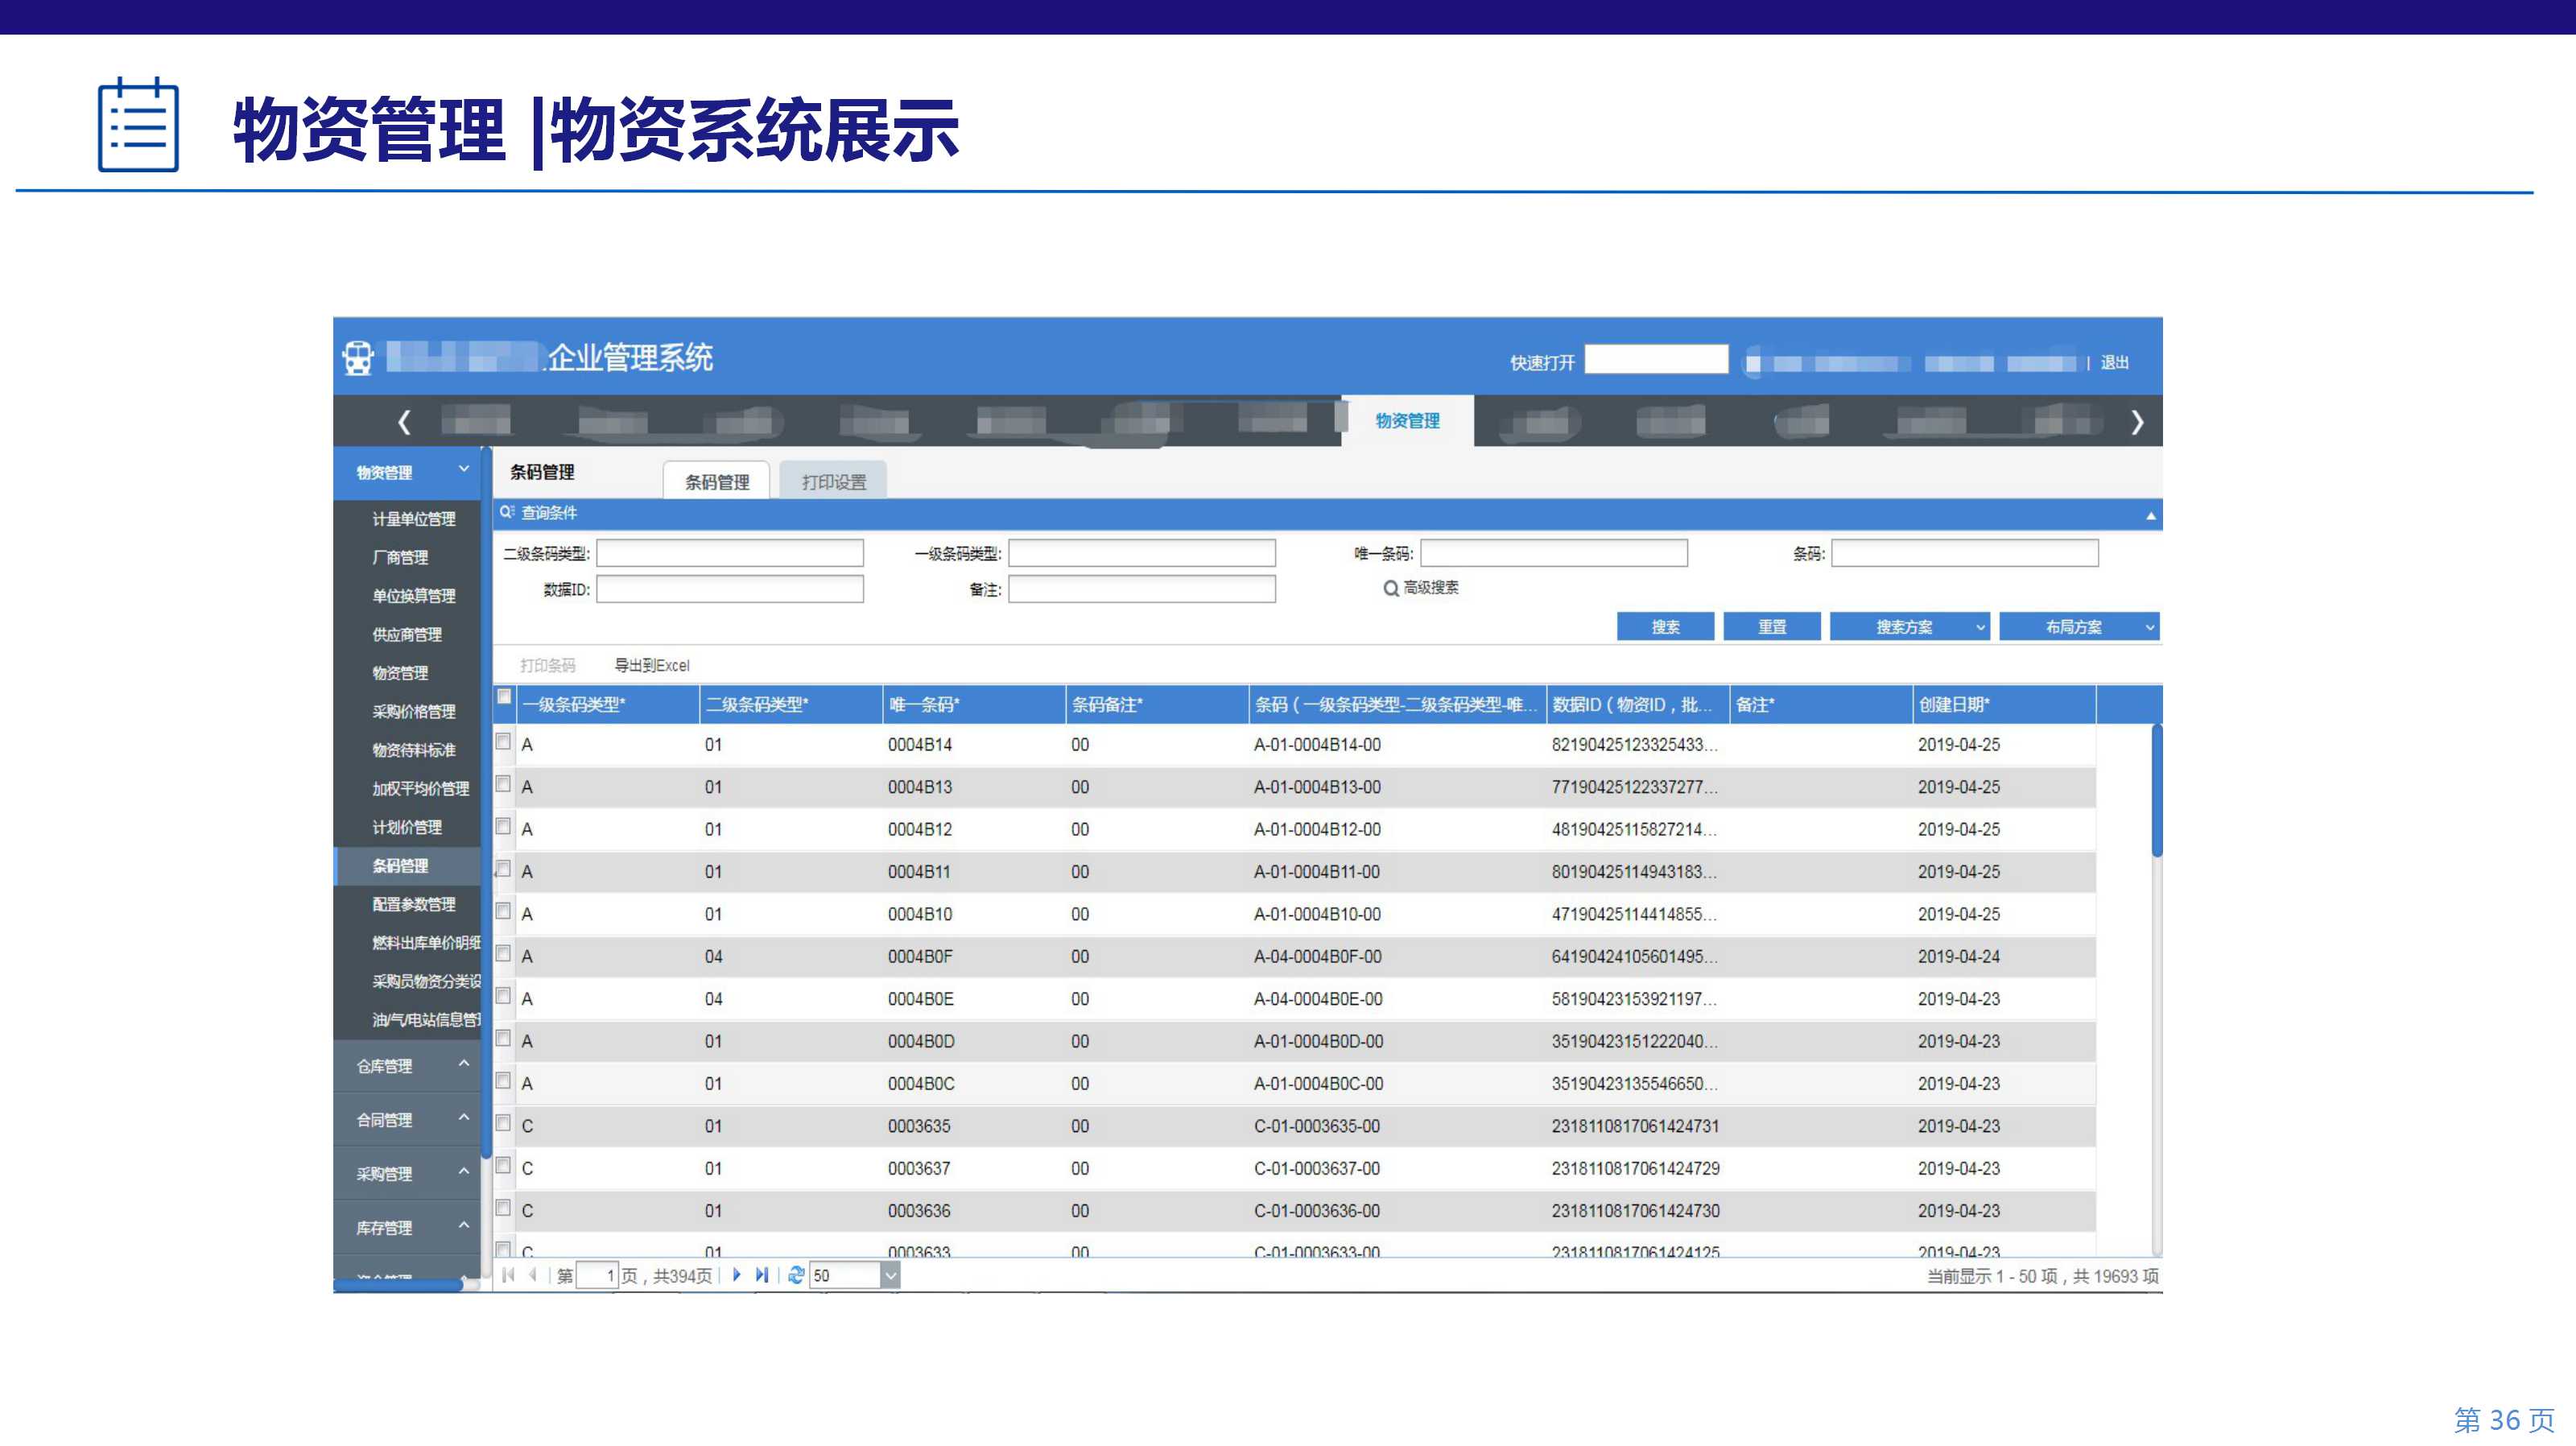 物资管理 |物资系统展示
企业管理系统
快速打开
| 退出
物资管理
物资管理
计量单位管理
厂商管理
单位换算管理
供应商管理
物资管理
采购价格管理
物资待料标准
加权平均价管理
计划价管理
条码管理
配置参数管理
燃料出库单价明细
采购员物资分类设
油/气/电站信息管
仓库管理
合同管理
采购管理
库存管理
条码管理 条码管理 打印设置
查询条件
二级条码类型: 一级条码类型: 唯一条码: 条码:
数据ID: 备注: 高级搜索
搜索 重置 搜索方案 布局方案
打印条码 导出到Excel
一级条码类型* 二级条码类型* 唯一条码* 条码备注* 条码（一级条码类型-二级条码类型-唯... 数据ID（物资ID，批... 备注* 创建日期*
A 01 0004B14 00 A-01-0004B14-00 82190425123325433... 2019-04-25
A 01 0004B13 00 A-01-0004B13-00 77190425122337277... 2019-04-25
A 01 0004B12 00 A-01-0004B12-00 48190425115827214... 2019-04-25
A 01 0004B11 00 A-01-0004B11-00 80190425114943183... 2019-04-25
A 01 0004B10 00 A-01-0004B10-00 47190425114414855... 2019-04-25
A 04 0004B0F 00 A-04-0004B0F-00 64190424105601495... 2019-04-24
A 04 0004B0E 00 A-04-0004B0E-00 58190423153921197... 2019-04-23
A 01 0004B0D 00 A-01-0004B0D-00 35190423151222040... 2019-04-23
A 01 0004B0C 00 A-01-0004B0C-00 35190423135546650... 2019-04-23
C 01 0003635 00 C-01-0003635-00 2318110817061424731 2019-04-23
C 01 0003637 00 C-01-0003637-00 2318110817061424729 2019-04-23
C 01 0003636 00 C-01-0003636-00 2318110817061424730 2019-04-23
C 01 0003633 00 C-01-0003633-00 2318110817061424125 2019-04-23
第 1 页，共394页 50
当前显示 1 - 50 项，共 19693 项
第 36 页